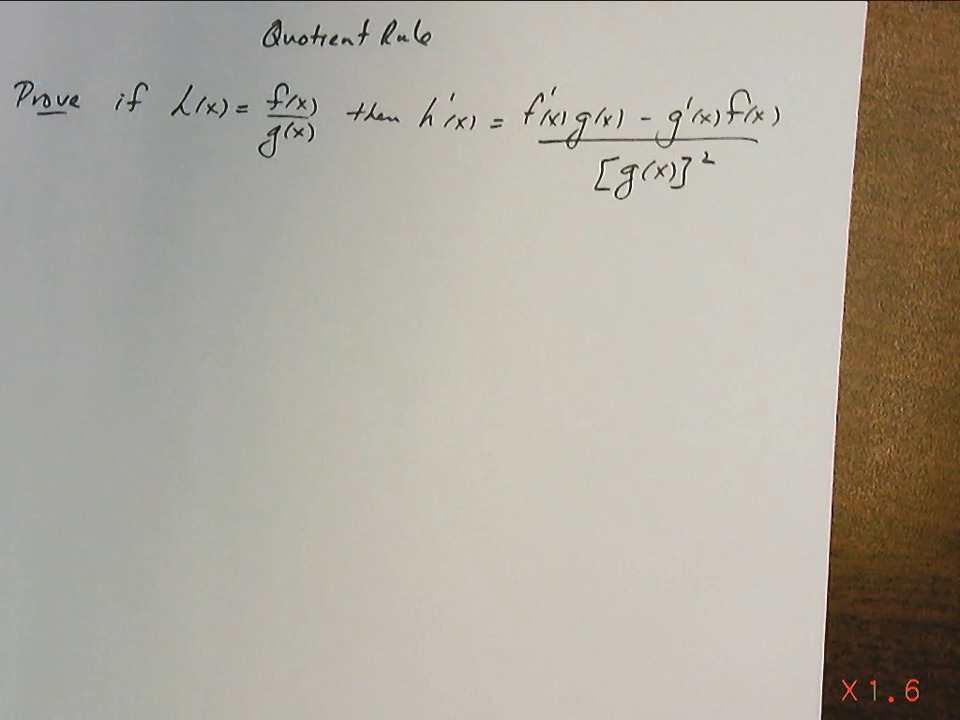 Quotient Rule
Prove if h(x) = f(x)/g(x) then h'(x) = f'(x)g(x) - g'(x)f(x)/[g(x)]²
X1.6